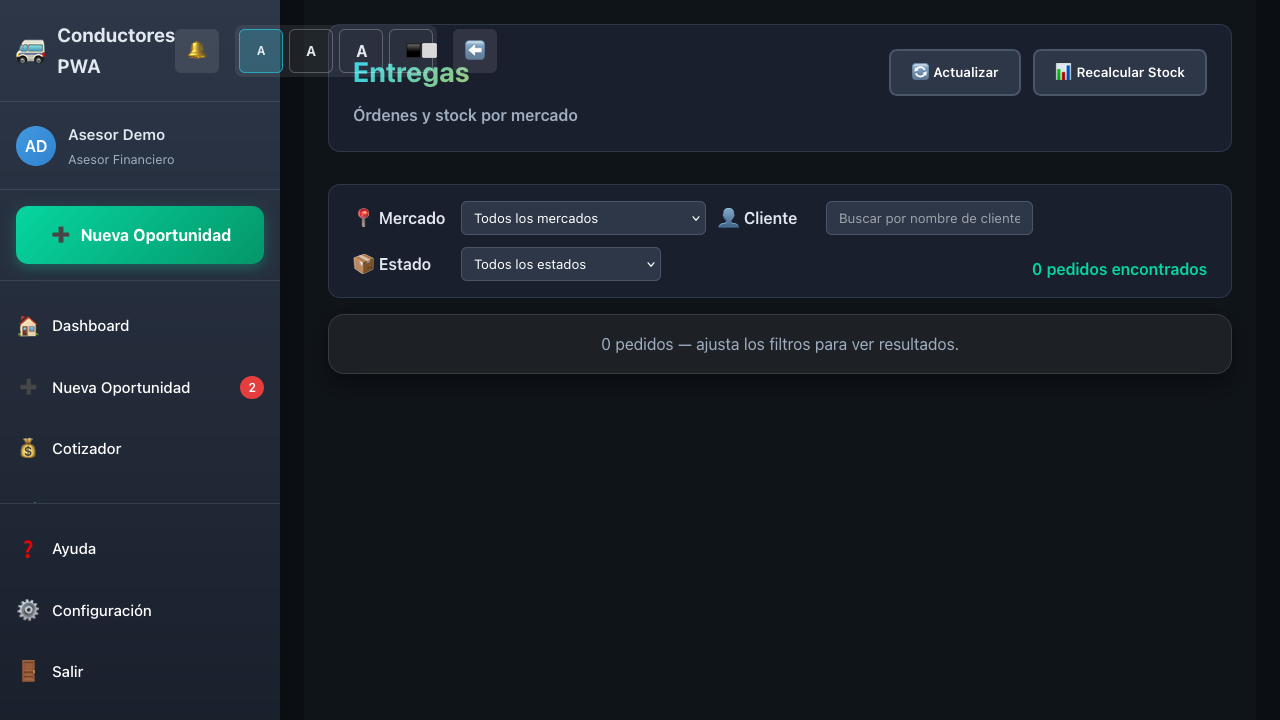 Conductores
PWA
A
A
A
Asesor Demo
Asesor Financiero
AD
Nueva Oportunidad
Dashboard
Nueva Oportunidad
2
Cotizador
Ayuda
Configuración
Salir
Entregas
Órdenes y stock por mercado
Actualizar
Recalcular Stock
Mercado
Todos los mercados
Cliente
Buscar por nombre de cliente
Estado
Todos los estados
0 pedidos encontrados
0 pedidos — ajusta los filtros para ver resultados.